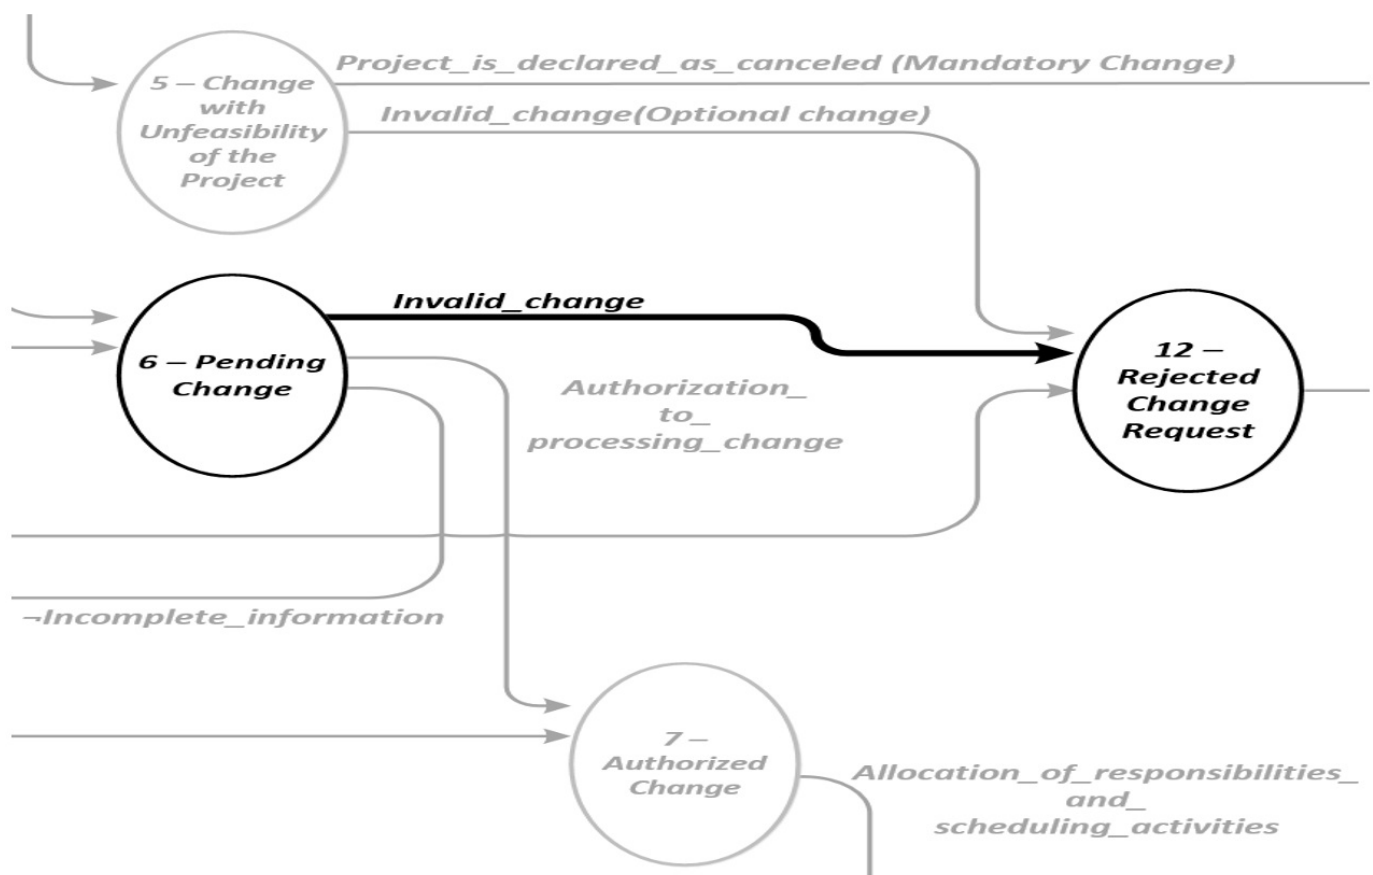 Project_is_declared_as_canceled (Mandatory Change)
5 – Change
with
Unfeasibility
of the
Project
Invalid_change(Optional change)
Invalid_change
6 – Pending
Change
12 –
Rejected
Change
Request
Authorization_
to_
processing_change
¬Incomplete_information
7 –
Authorized
Change
Allocation_of_responsibilities_
and_
scheduling_activities